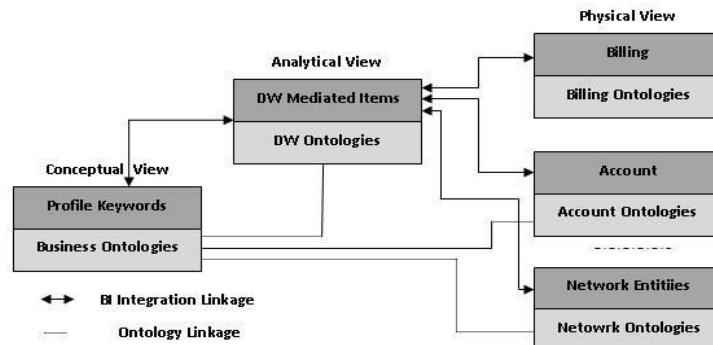 Physical View
Billing
Billing Ontologies
Analytical View
DW Mediated Items
DW Ontologies
Conceptual View
Profile Keywords
Business Ontologies
Account
Account Ontologies
Network Entitiies
Netowrk Ontologies
BI Integration Linkage
Ontology Linkage